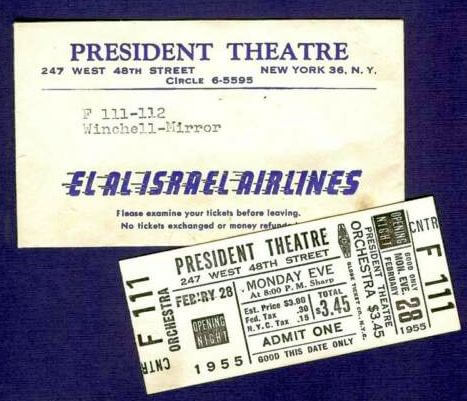 PRESIDENT THEATRE
247 WEST 48TH STREET NEW YORK 36, N.Y.
CIRCLE 6-5595
F 111-112
Winchell-Mirror
EL AL ISRAEL AIRLINES
Please examine your tickets before leaving.
No tickets exchanged or money
CNTR F 111
ORCHESTRA
PRESIDENT THEATRE
247 WEST 48TH STREET
FEB'RY 28
MONDAY EVE
At 8:00 P. M. Sharp
OPENING NIGHT
1955
Est. Price $3.00
Fed. Tax .30
N.Y.C. Tax .15
TOTAL
$3.45
ADMIT ONE
GOOD THIS DATE ONLY
GLOBE TICKET CO., N.Y.C.
ORCHESTRA $3.45
PRESIDENT THEATRE
FEBRUARY 28
MON. EVE.
GOOD ONLY
OPENING NIGHT
1955
CNTR F 111